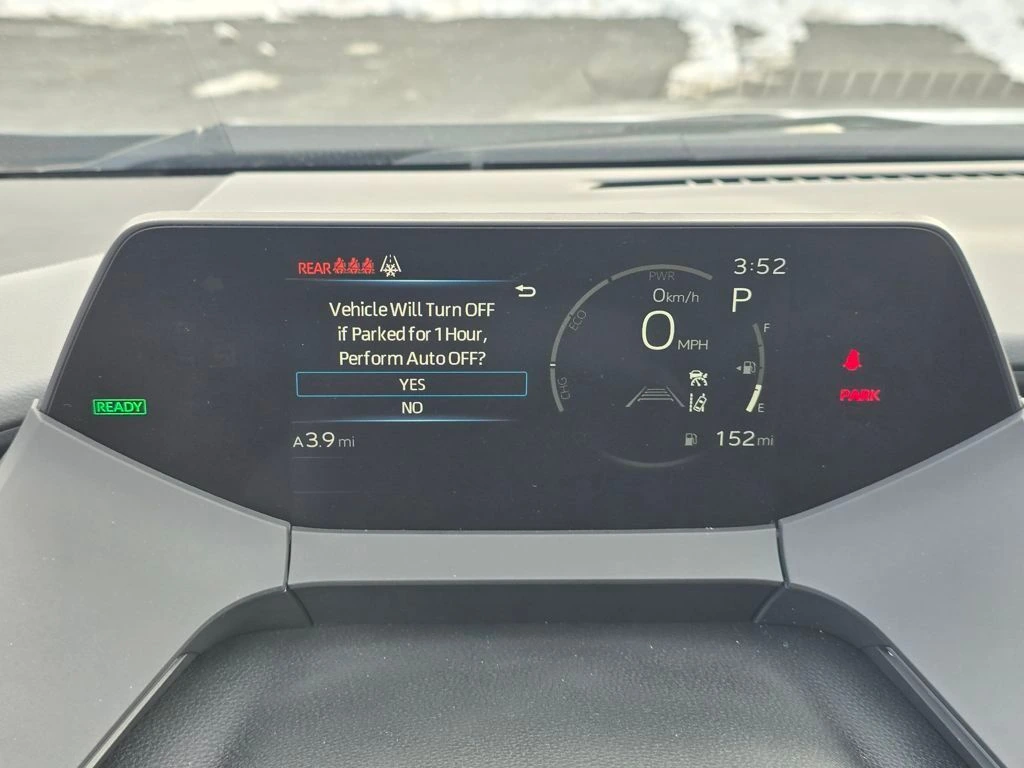 REAR
Vehicle Will Turn OFF
if Parked for 1 Hour,
Perform Auto OFF?
YES
NO
A 3.9 mi
READY
PWR
ECO
CHG
0 km/h
0 MPH
3:52
P
F
E
152 mi
PARK